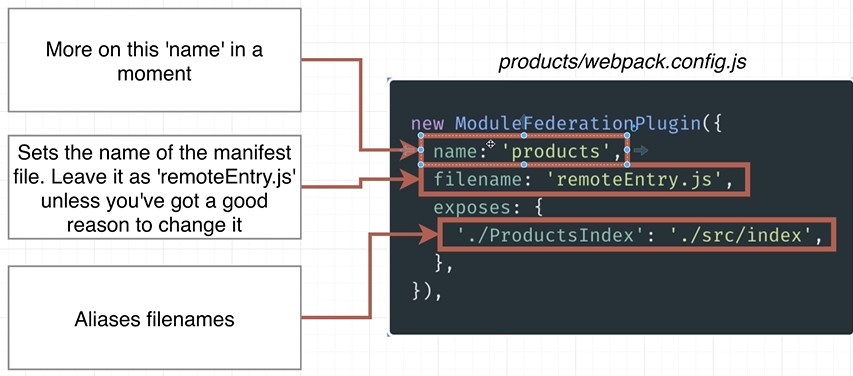 More on this 'name' in a
moment
Sets the name of the manifest
file. Leave it as 'remoteEntry.js'
unless you've got a good
reason to change it
Aliases filenames
products/webpack.config.js
new ModuleFederationPlugin({
name: 'products',
filename: 'remoteEntry.js',
exposes: {
'./ProductsIndex': './src/index',
},
}),